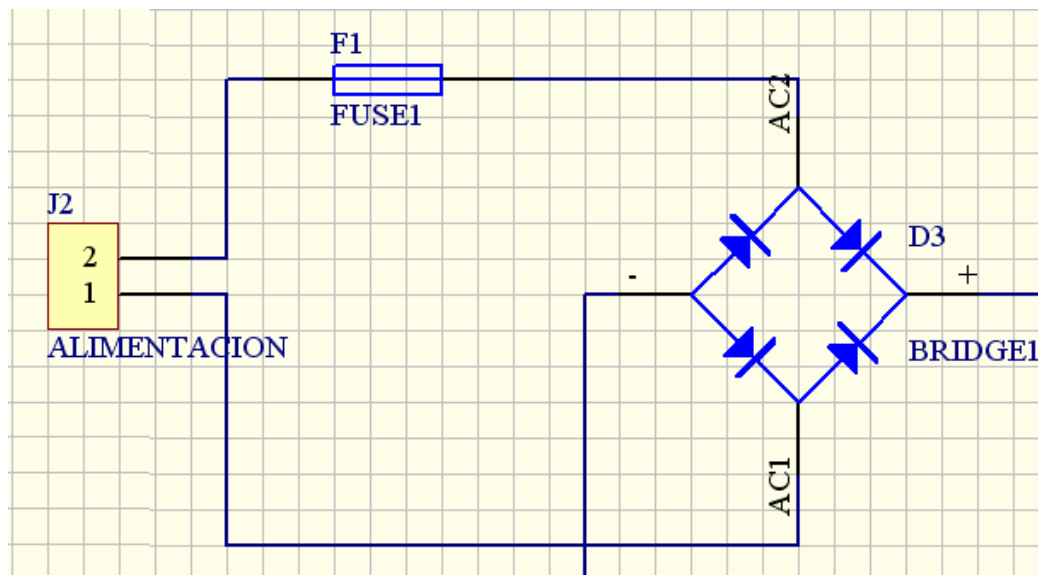 F1
FUSE1
AC2
J2
2
1
ALIMENTACION
D3
-
+
BRIDGE1
AC1